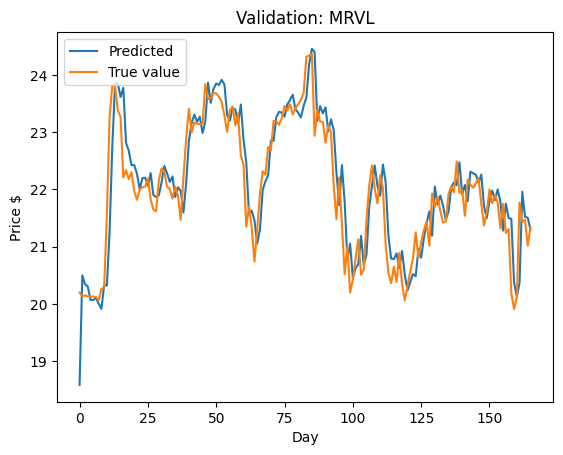 Validation: MRVL
Predicted
True value
Price $
24
23
22
21
20
19
0 25 50 75 100 125 150
Day